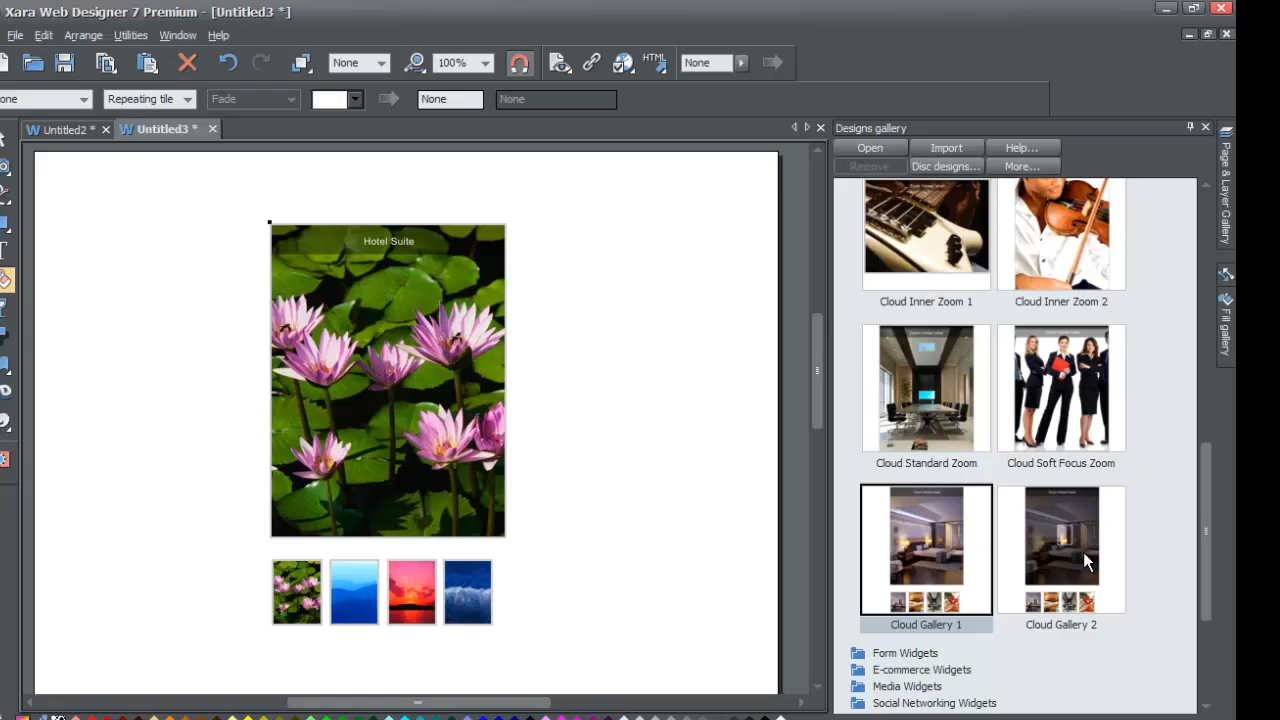 Xara Web Designer 7 Premium - [Untitled3 *]
File Edit Arrange Utilities Window Help
None 100% HTML None
one Repeating tile Fade None None
W Untitled2 * W Untitled3 *
Designs gallery
Open Import Help...
Remove Disc designs... More...
Page & Layer Gallery
Fill gallery
Hotel Suite
Cloud Inner Zoom 1 Cloud Inner Zoom 2
Cloud Standard Zoom Cloud Soft Focus Zoom
Cloud Gallery 1 Cloud Gallery 2
Form Widgets
E-commerce Widgets
Media Widgets
Social Networking Widgets